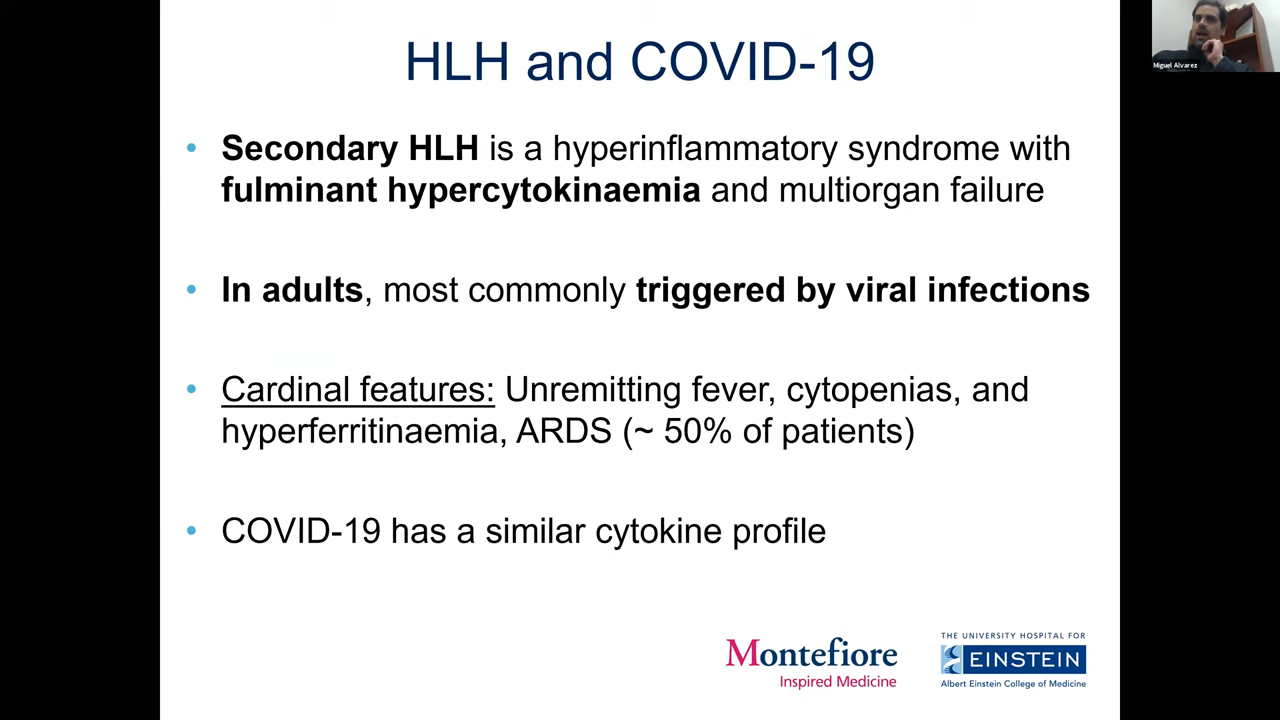 HLH and COVID-19
Miguel Alvarez
• Secondary HLH is a hyperinflammatory syndrome with
fulminant hypercytokinaemia and multiorgan failure
• In adults, most commonly triggered by viral infections
• Cardinal features: Unremitting fever, cytopenias, and
hyperferritinaemia, ARDS (~ 50% of patients)
• COVID-19 has a similar cytokine profile
Montefiore
Inspired Medicine
THE UNIVERSITY HOSPITAL FOR
EINSTEIN
Albert Einstein College of Medicine